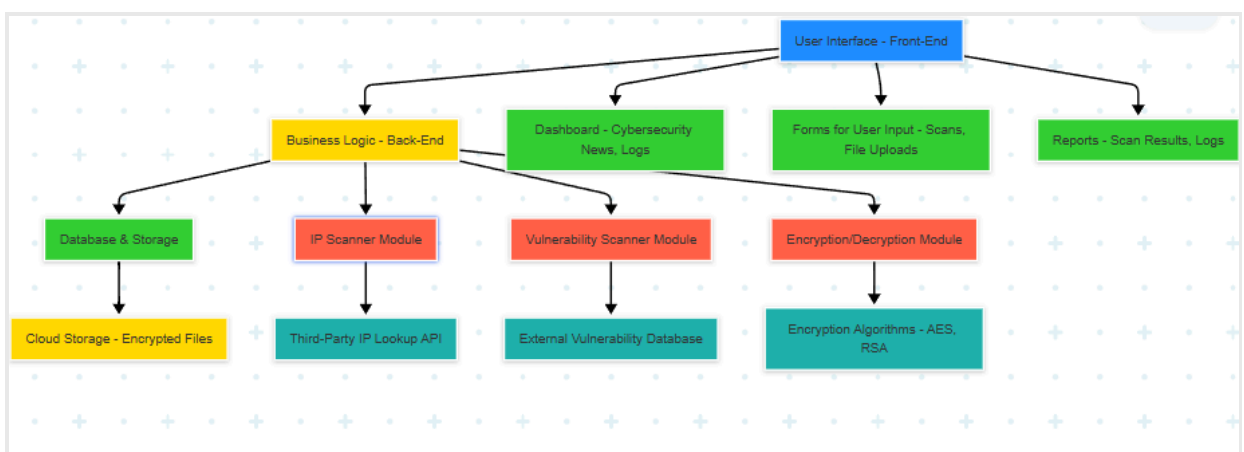 User Interface - Front-End
Business Logic - Back-End
Dashboard - Cybersecurity
News, Logs
Forms for User Input - Scans,
File Uploads
Reports - Scan Results, Logs
Database & Storage
IP Scanner Module
Vulnerability Scanner Module
Encryption/Decryption Module
Cloud Storage - Encrypted Files
Third-Party IP Lookup API
External Vulnerability Database
Encryption Algorithms - AES,
RSA